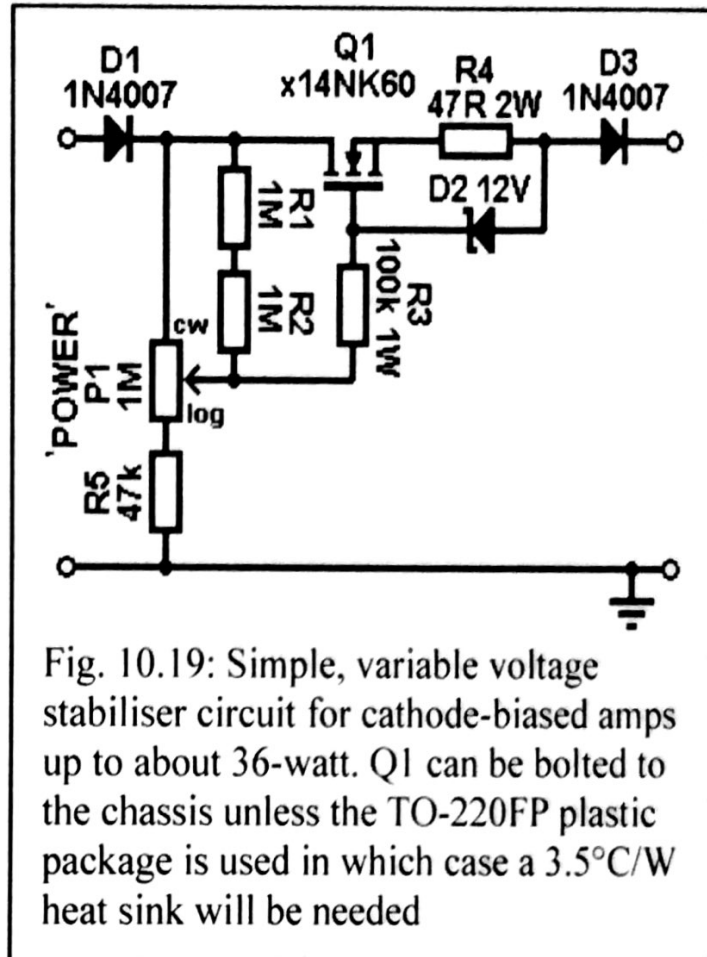 D1
1N4007
Q1
x14NK60
R4
47R 2W
D3
1N4007
D2 12V
R1
1M
R2
1M
R3
100k 1W
cw
'POWER'
P1
1M
log
R5
47k
Fig. 10.19: Simple, variable voltage
stabiliser circuit for cathode-biased amps
up to about 36-watt. Q1 can be bolted to
the chassis unless the TO-220FP plastic
package is used in which case a 3.5°C/W
heat sink will be needed